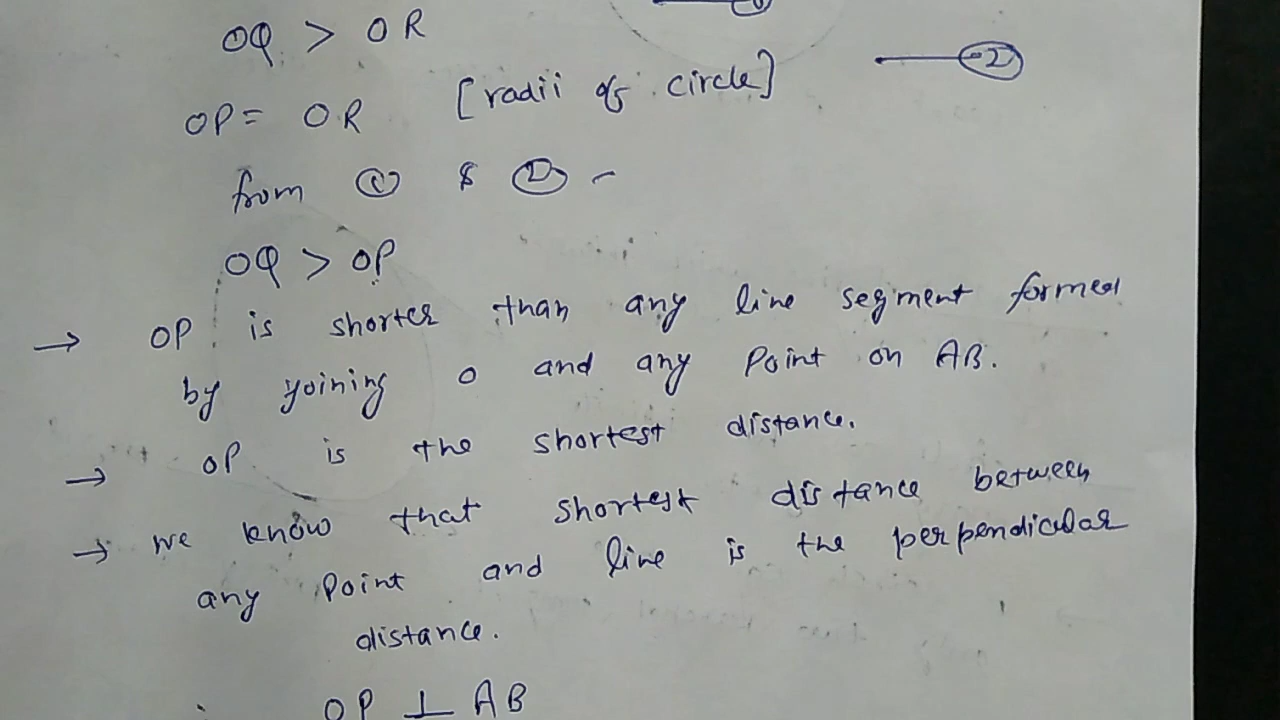 OQ > OR ①
OP = OR [radii of circle] ②
from ① & ② -
OQ > OP
→ OP is shorter than any line segment formed
by yoining O and any Point on AB.
→ OP is the shortest distance.
→ we know that shortest distance between
any Point and line is the perpendicular
distance.
OP ⊥ AB